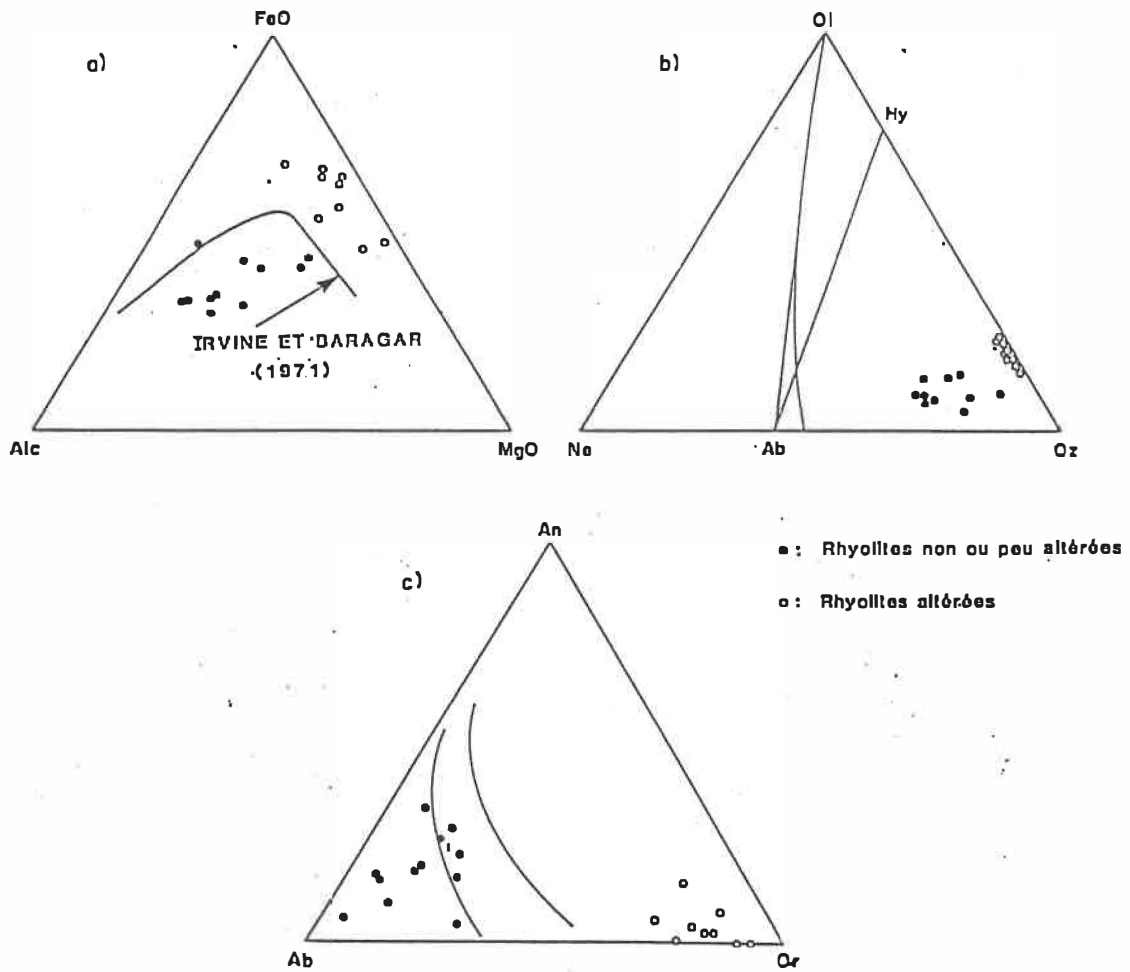 a)
FeO
Alc
MgO
IRVINE ET BARAGAR
(1971)
b)
Ol
Hy
Ne
Ab
Qz
c)
An
Ab
Or
■: Rhyolites non ou peu altérées
o: Rhyolites altérées